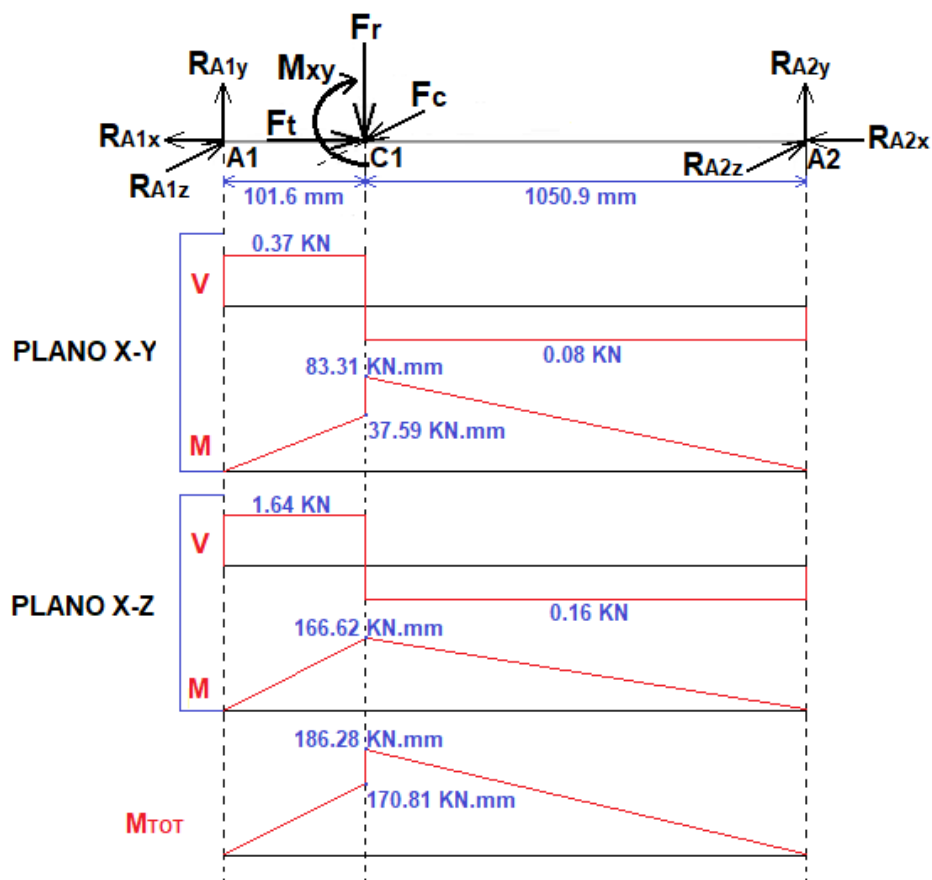 Fr
RA1y
Mxy
RA2y
Fc
Ft
RA1x
RA2x
A1
C1
A2
RA1z
RA2z
101.6 mm
1050.9 mm
0.37 KN
V
PLANO X-Y
0.08 KN
83.31 KN.mm
37.59 KN.mm
M
1.64 KN
V
PLANO X-Z
0.16 KN
166.62 KN.mm
M
186.28 KN.mm
170.81 KN.mm
MTOT